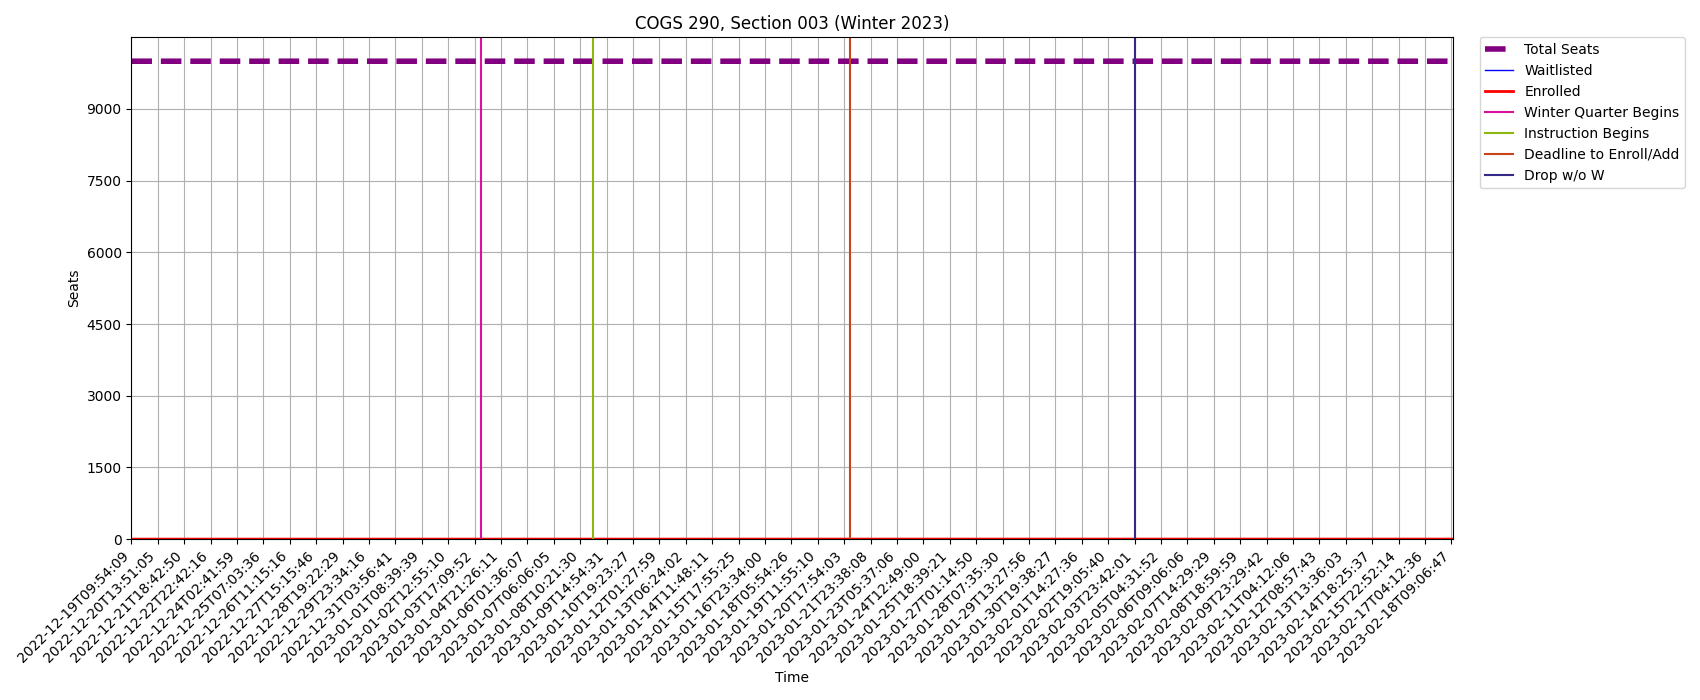 COGS 290, Section 003 (Winter 2023)
Total Seats
Waitlisted
Enrolled
Winter Quarter Begins
Instruction Begins
Deadline to Enroll/Add
Drop w/o W
Seats
9000
7500
6000
4500
3000
1500
0
2022-12-19T09:54:09
2022-12-20T13:51:05
2022-12-21T18:42:50
2022-12-22T22:42:16
2022-12-24T02:41:59
2022-12-25T07:03:36
2022-12-26T11:15:16
2022-12-27T15:15:46
2022-12-28T19:22:29
2022-12-29T23:34:16
2022-12-31T03:56:41
2023-01-01T08:39:39
2023-01-02T12:55:10
2023-01-03T17:09:52
2023-01-04T21:26:11
2023-01-06T01:36:07
2023-01-07T06:06:05
2023-01-08T10:21:30
2023-01-09T14:54:31
2023-01-10T19:23:27
2023-01-12T01:27:59
2023-01-13T06:24:02
2023-01-14T11:48:11
2023-01-15T17:55:25
2023-01-16T23:34:00
2023-01-18T05:54:26
2023-01-19T11:55:10
2023-01-20T17:54:03
2023-01-21T23:38:08
2023-01-23T05:37:06
2023-01-24T12:49:00
2023-01-25T18:39:21
2023-01-27T01:14:50
2023-01-28T07:35:30
2023-01-29T13:27:56
2023-01-30T19:38:27
2023-02-01T14:27:36
2023-02-02T19:05:40
2023-02-03T23:42:01
2023-02-05T04:31:52
2023-02-06T09:06:06
2023-02-07T14:29:29
2023-02-08T18:59:59
2023-02-09T23:29:42
2023-02-11T04:12:06
2023-02-12T08:57:43
2023-02-13T13:36:03
2023-02-14T18:25:37
2023-02-15T22:52:14
2023-02-17T04:12:36
2023-02-18T09:06:47
Time